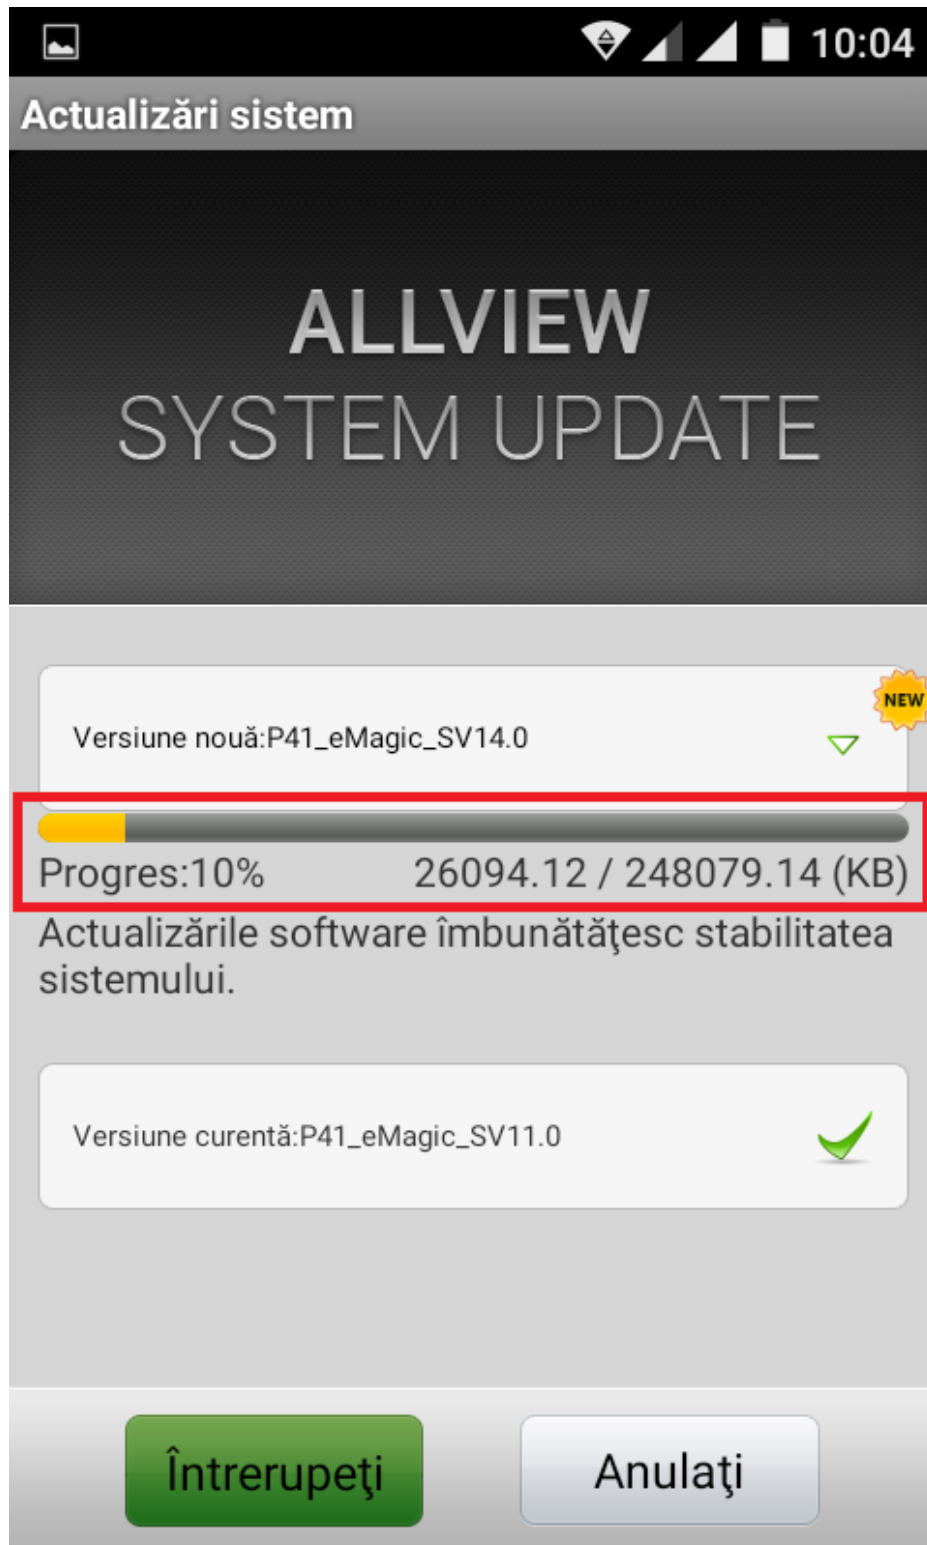 10:04
Actualizări sistem
ALLVIEW
SYSTEM UPDATE
NEW
Versiune nouă:P41_eMagic_SV14.0
Progres:10% 26094.12 / 248079.14 (KB)
Actualizările software îmbunătăţesc stabilitatea
sistemului.
Versiune curentă:P41_eMagic_SV11.0
Întrerupeţi Anulaţi